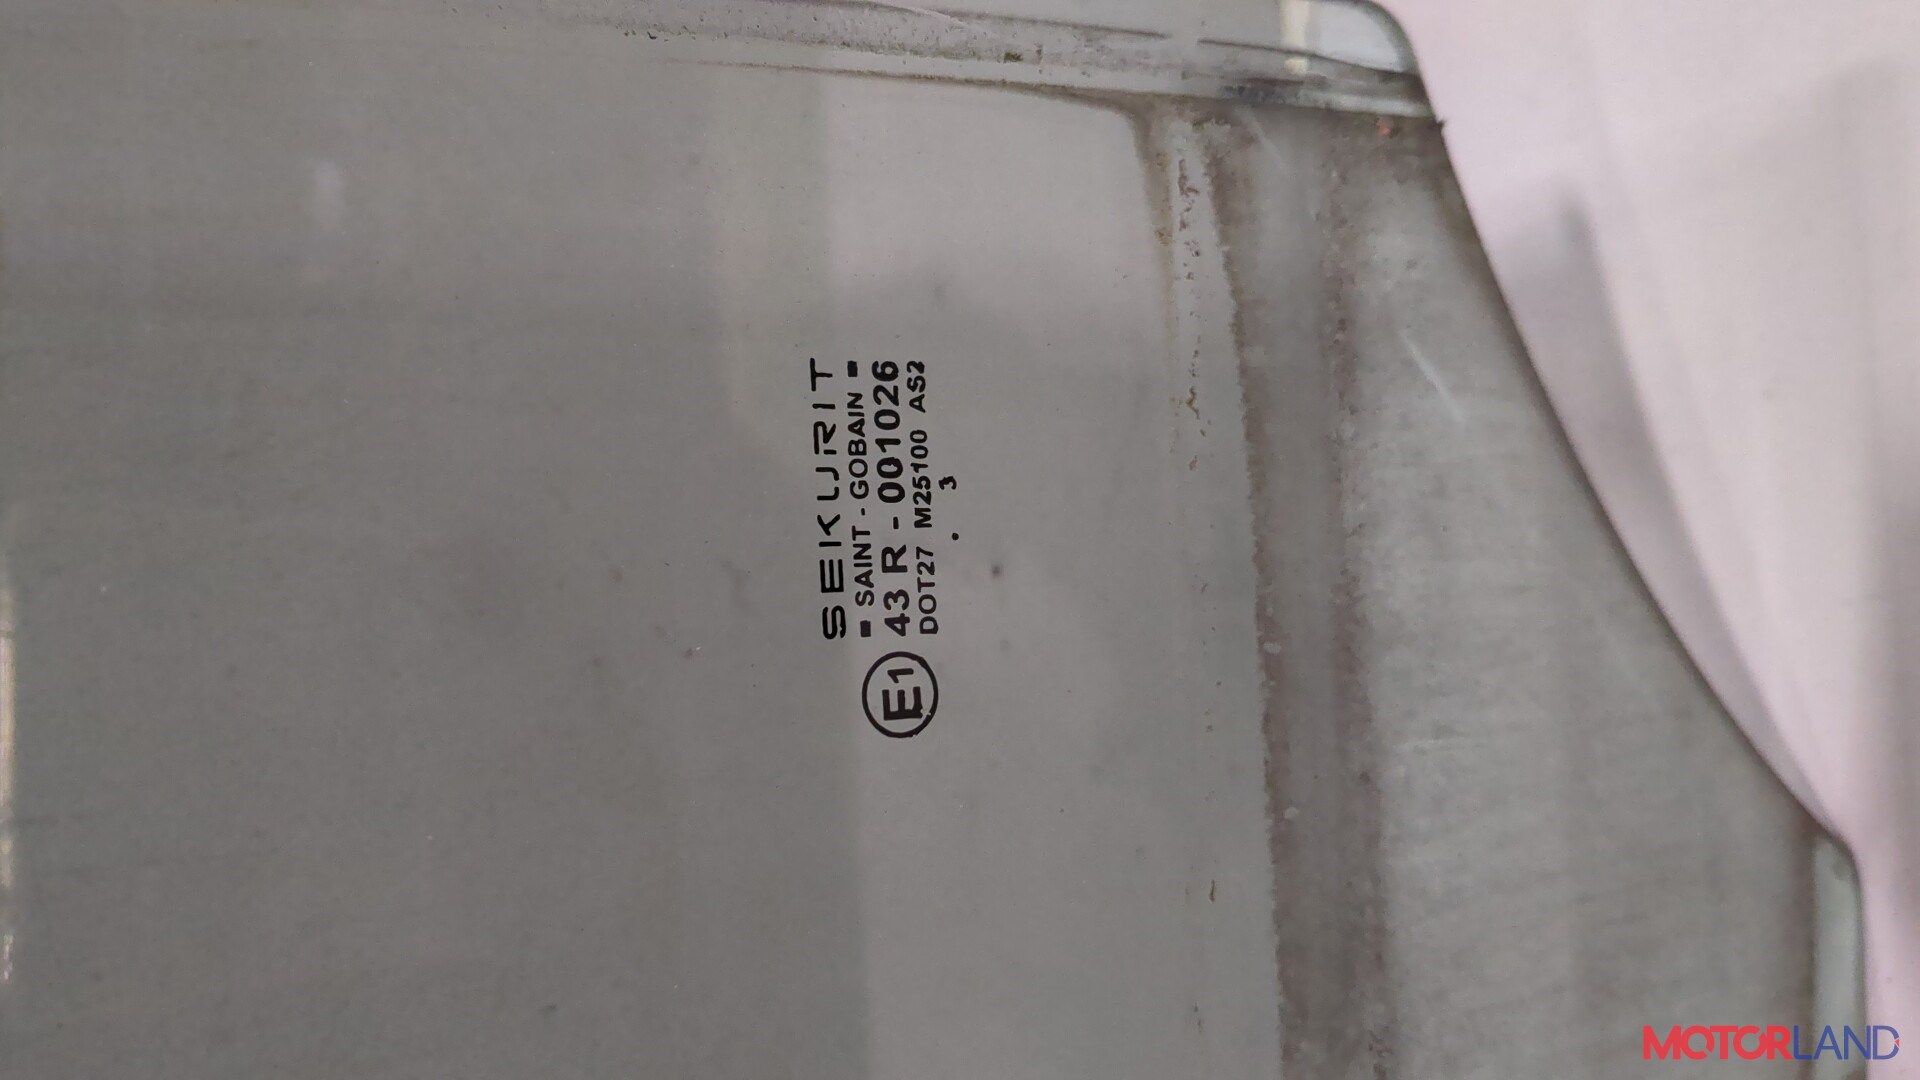 SEKURIT
▪ SAINT - GOBAIN ▪
E1 43 R - 001026
DOT27 M25100 AS2
. 3
MOTORLAND